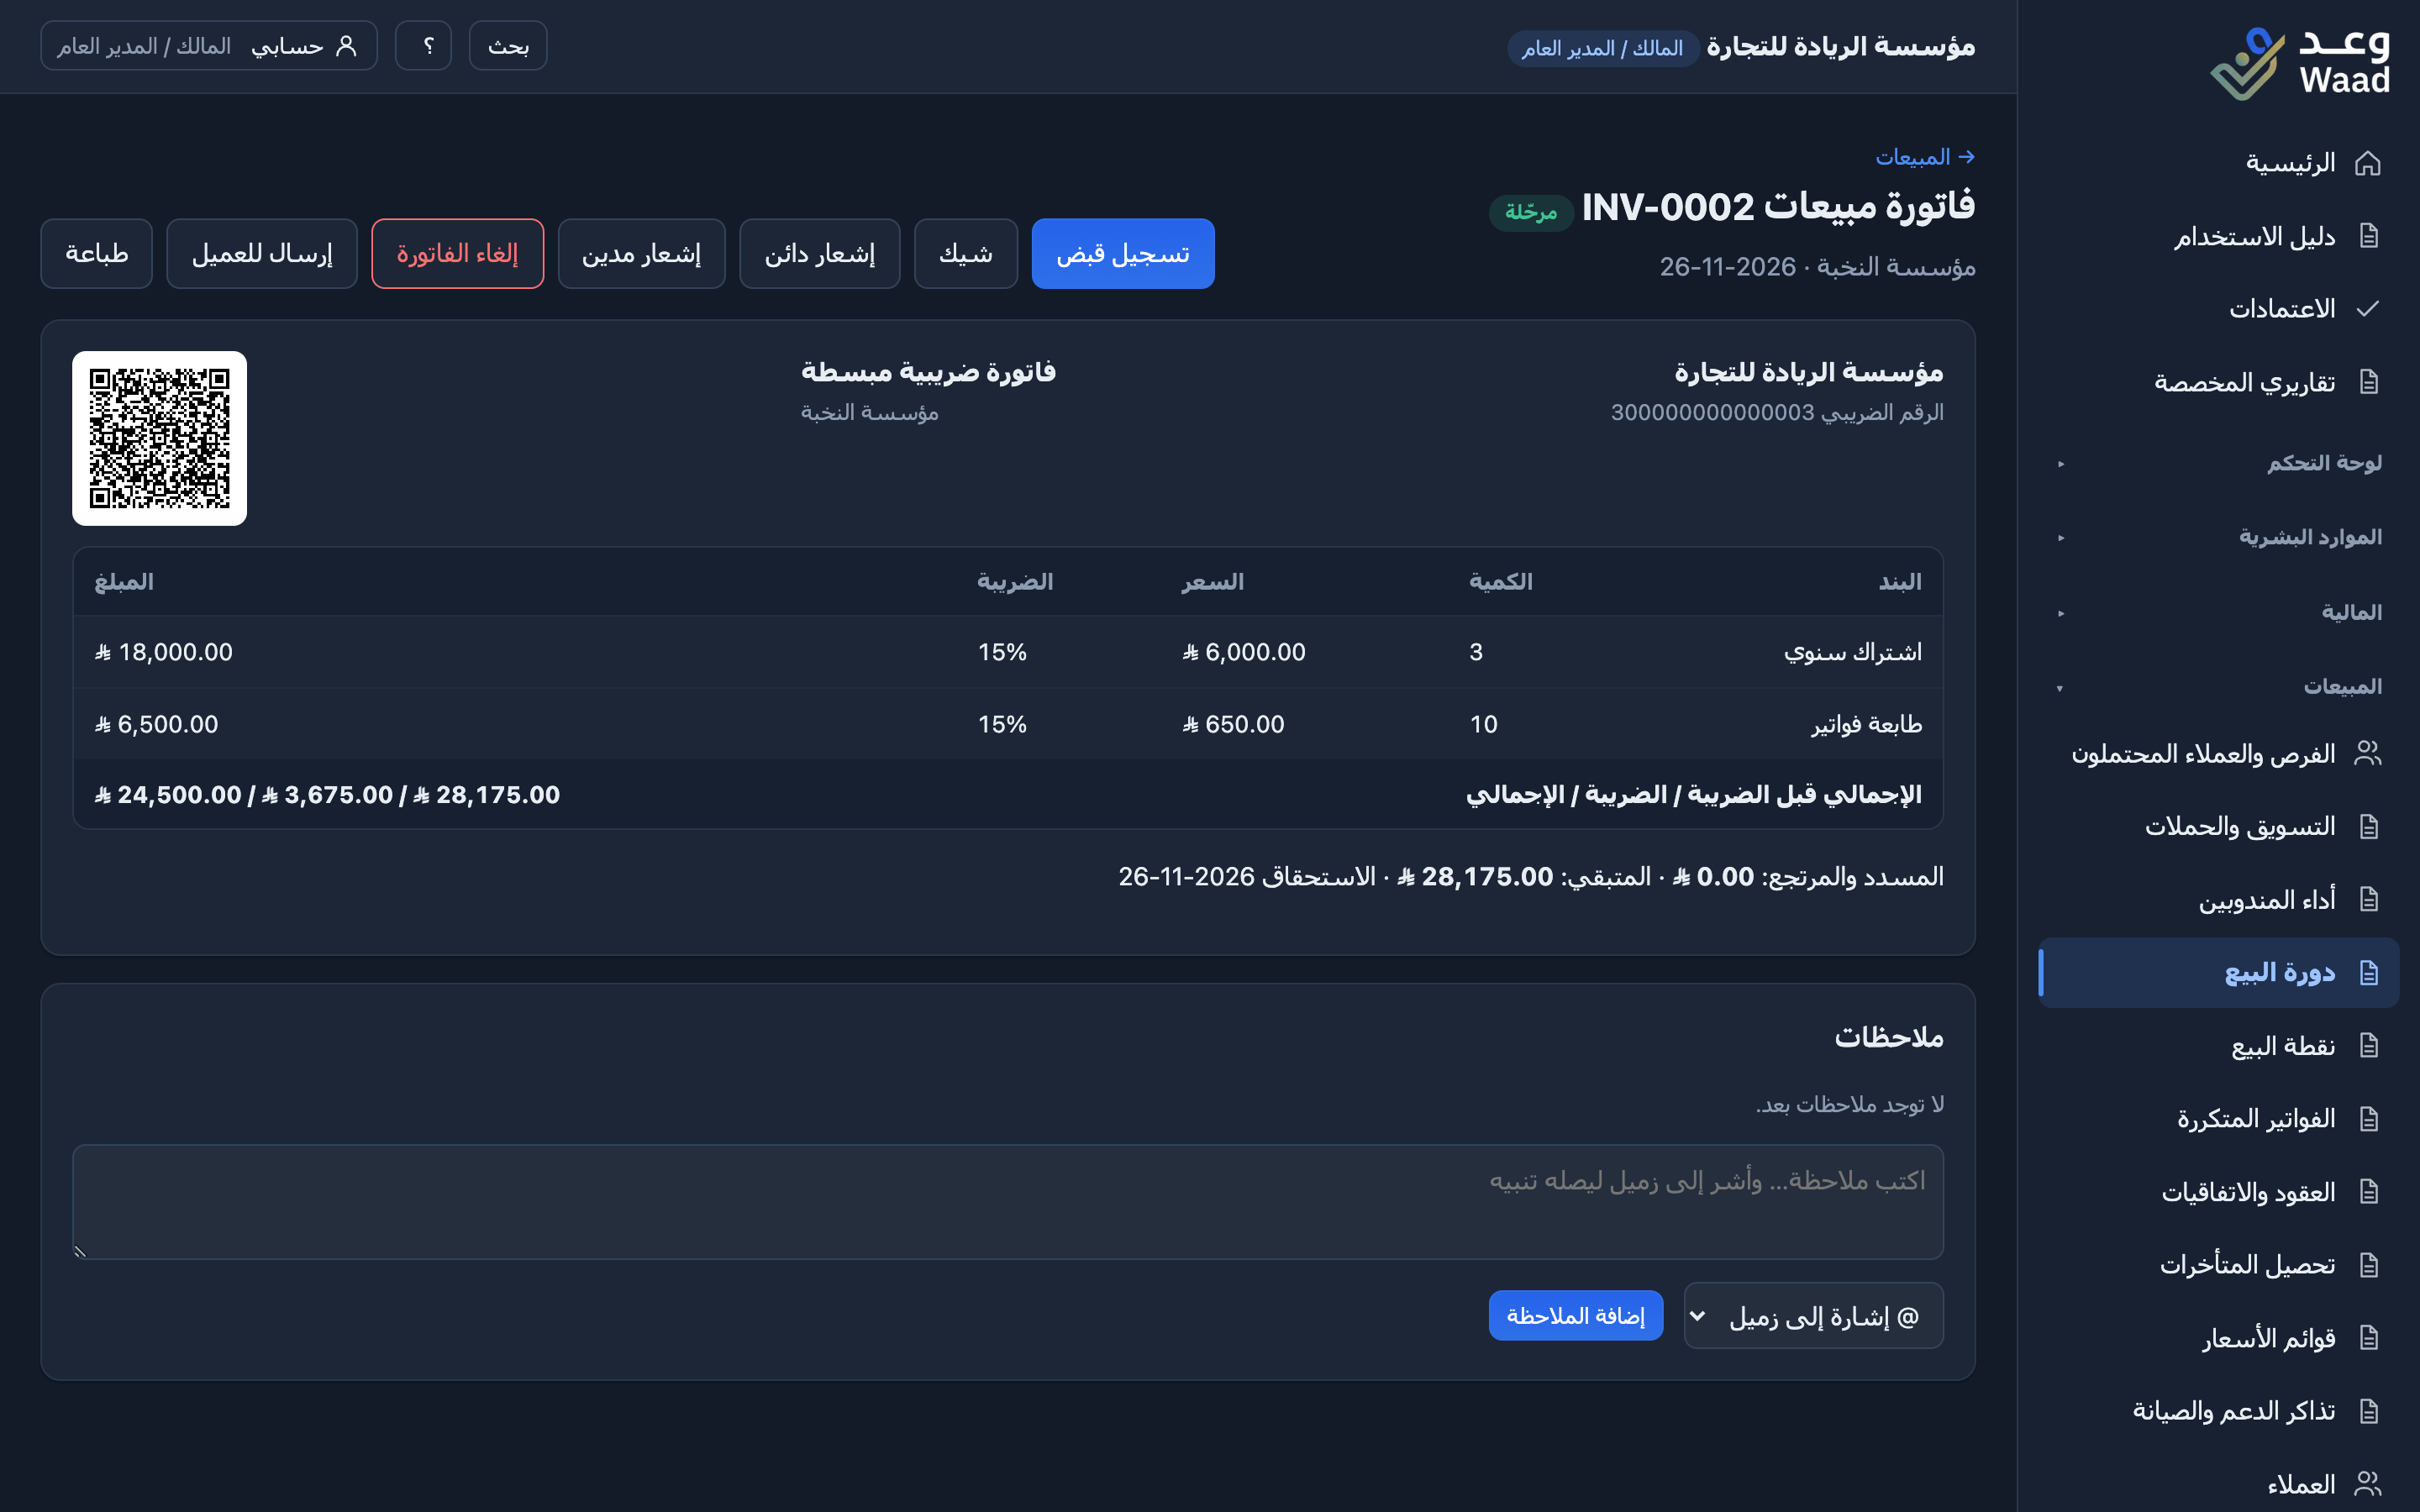 وعد
Waad
الرئيسية
دليل الاستخدام
الاعتمادات
تقاريري المخصصة
لوحة التحكم
الموارد البشرية
المالية
المبيعات
الفرص والعملاء المحتملون
التسويق والحملات
أداء المندوبين
دورة البيع
نقطة البيع
الفواتير المتكررة
العقود والاتفاقيات
تحصيل المتأخرات
قوائم الأسعار
تذاكر الدعم والصيانة
العملاء
مؤسسة الريادة للتجارة المالك / المدير العام
بحث ؟ حسابي المالك / المدير العام
→ المبيعات
فاتورة مبيعات INV-0002 مرحّلة
مؤسسة النخبة · 2026-11-26
تسجيل قبض شيك إشعار دائن إشعار مدين إلغاء الفاتورة إرسال للعميل طباعة
مؤسسة الريادة للتجارة فاتورة ضريبية مبسطة
الرقم الضريبي 300000000000003 مؤسسة النخبة
البند الكمية السعر الضريبة المبلغ
اشتراك سنوي 3 6,000.00 ⃁ 15% 18,000.00 ⃁
طابعة فواتير 10 650.00 ⃁ 15% 6,500.00 ⃁
الإجمالي قبل الضريبة / الضريبة / الإجمالي ⃁ 24,500.00 / ⃁ 3,675.00 / ⃁ 28,175.00
المسدد والمرتجع: 0.00 ⃁ · المتبقي: 28,175.00 ⃁ · الاستحقاق 2026-11-26
ملاحظات
لا توجد ملاحظات بعد.
اكتب ملاحظة... وأشر إلى زميل ليصله تنبيه
@ إشارة إلى زميل إضافة الملاحظة